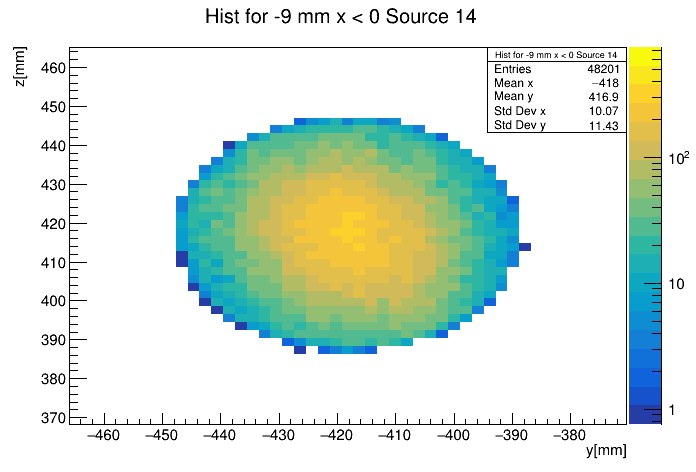 Hist for -9 mm x < 0 Source 14
z[mm]
Hist for -9 mm x < 0 Source 14
Entries 48201
Mean x −418
Mean y 416.9
Std Dev x 10.07
Std Dev y 11.43
460
450
440
430
420
410
400
390
380
370
10²
10
1
−460 −450 −440 −430 −420 −410 −400 −390 −380
y[mm]